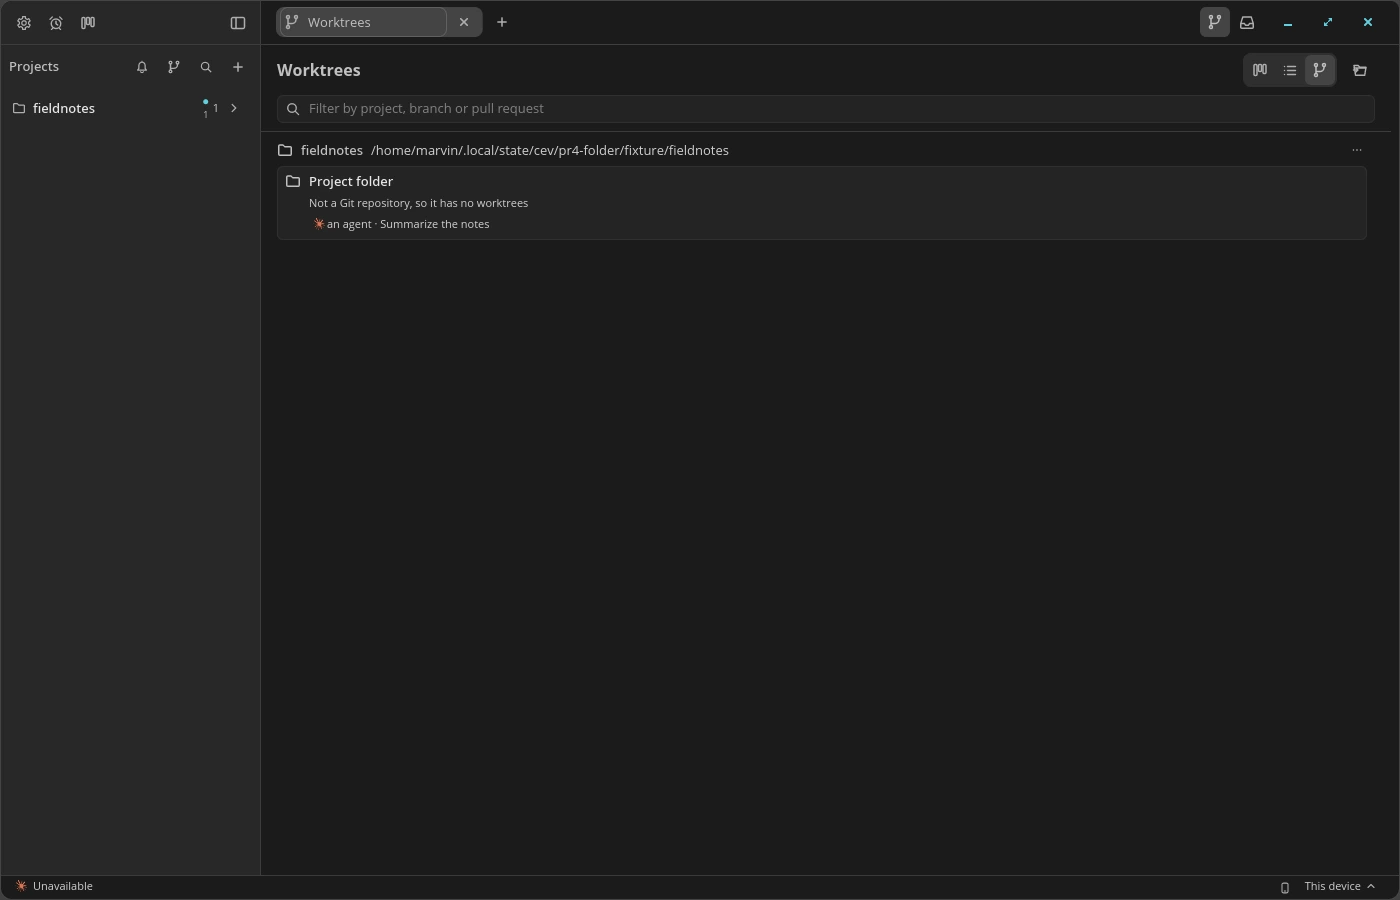 Worktrees
Projects
fieldnotes
1
1
Worktrees
Filter by project, branch or pull request
fieldnotes /home/marvin/.local/state/cev/pr4-folder/fixture/fieldnotes
Project folder
Not a Git repository, so it has no worktrees
an agent · Summarize the notes
Unavailable
This device